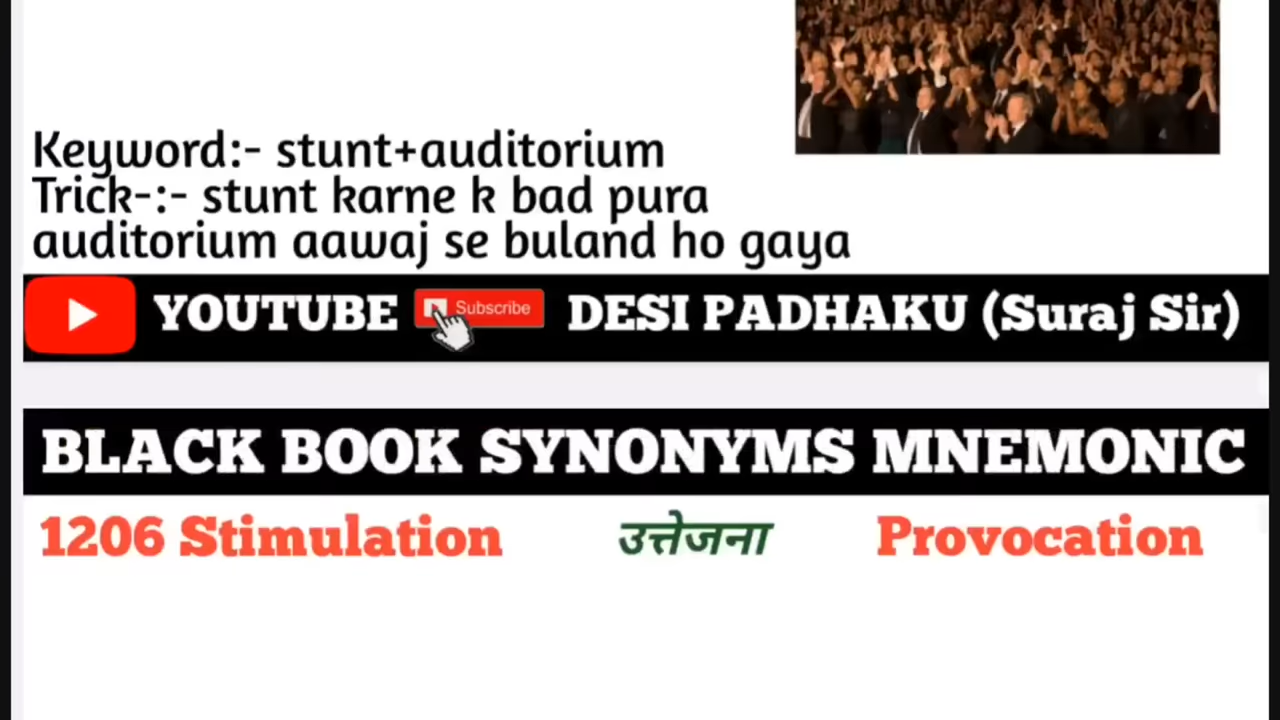 Keyword:- stunt+auditorium
Trick-:- stunt karne k bad pura
auditorium aawaj se buland ho gaya
YOUTUBE Subscribe DESI PADHAKU (Suraj Sir)
BLACK BOOK SYNONYMS MNEMONIC
1206 Stimulation उत्तेजना Provocation